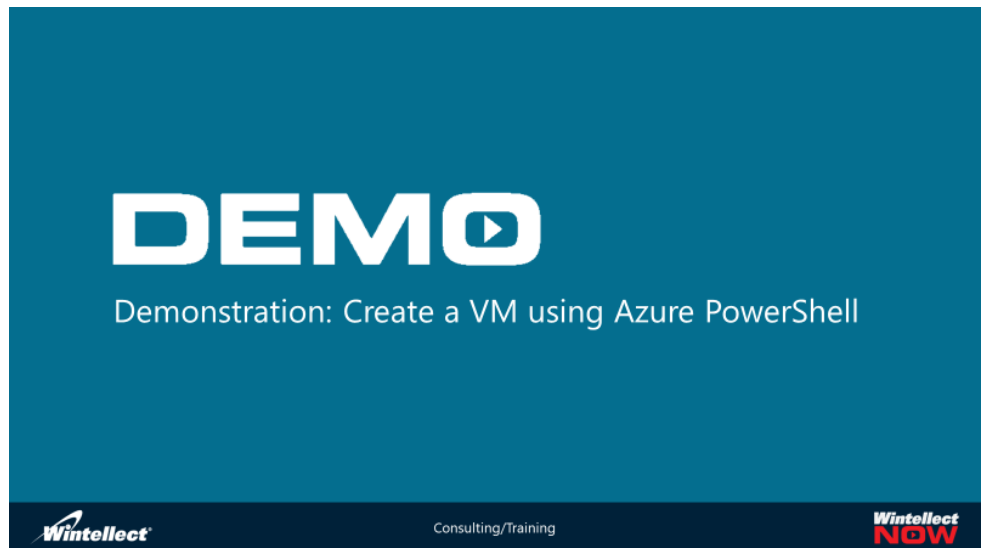 DEMO
Demonstration: Create a VM using Azure PowerShell
Wintellect
Consulting/Training
Wintellect
NOW